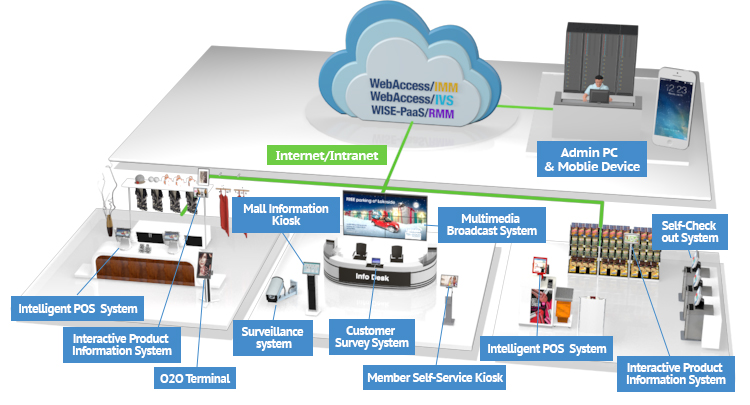 WebAccess/IMM
WebAccess/IVS
WISE-PaaS/RMM
12:23
Internet/Intranet
Admin PC
& Moblie Device
Mall Information
Kiosk
Multimedia
Broadcast System
Self-Check
out System
Info Desk
Intelligent POS System
Interactive Product
Information System
O2O Terminal
Surveillance
system
Customer
Survey System
Member Self-Service Kiosk
Intelligent POS System
Interactive Product
Information System